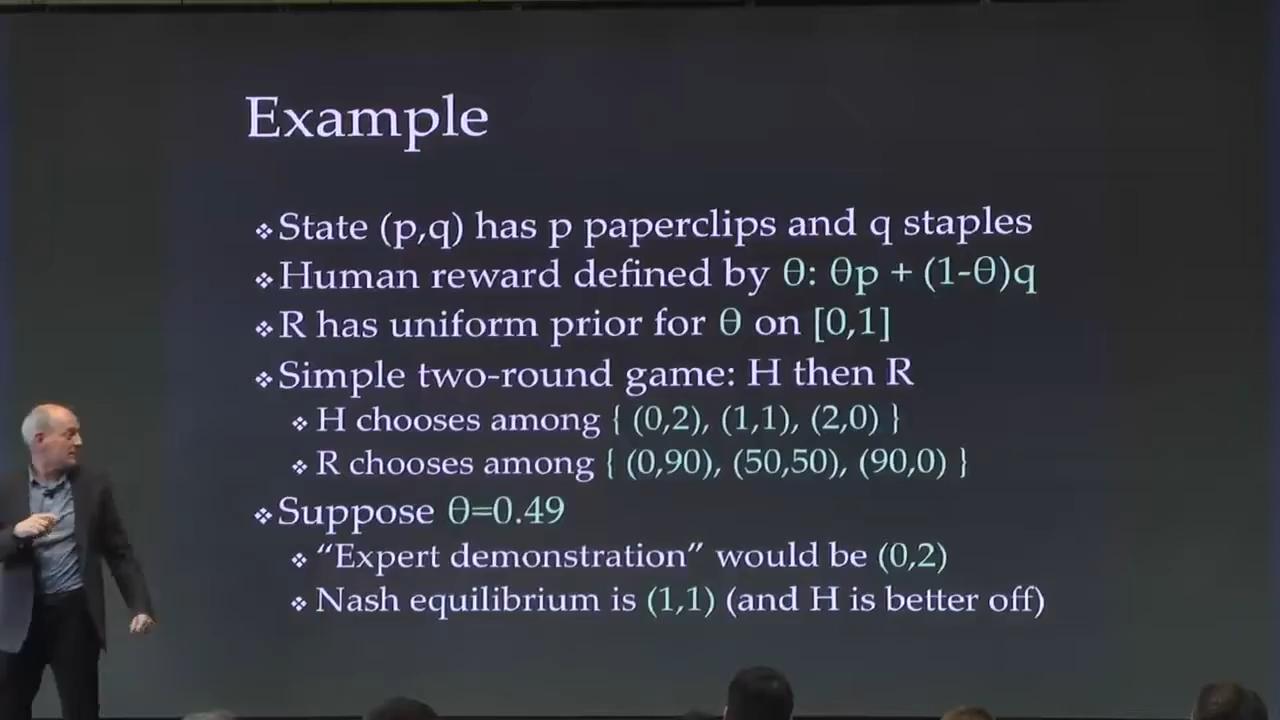 Example
❖State (p,q) has p paperclips and q staples
❖Human reward defined by θ: θp + (1-θ)q
❖R has uniform prior for θ on [0,1]
❖Simple two-round game: H then R
❖H chooses among { (0,2), (1,1), (2,0) }
❖R chooses among { (0,90), (50,50), (90,0) }
❖Suppose θ=0.49
❖“Expert demonstration” would be (0,2)
❖Nash equilibrium is (1,1) (and H is better off)